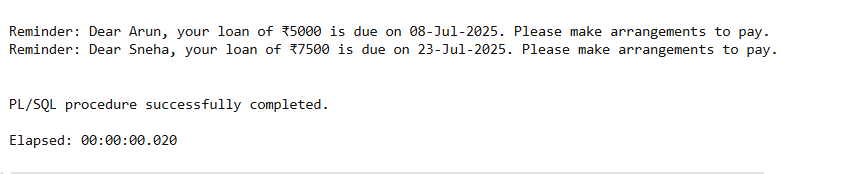 Reminder: Dear Arun, your loan of ₹5000 is due on 08-Jul-2025. Please make arrangements to pay.
Reminder: Dear Sneha, your loan of ₹7500 is due on 23-Jul-2025. Please make arrangements to pay.
PL/SQL procedure successfully completed.
Elapsed: 00:00:00.020